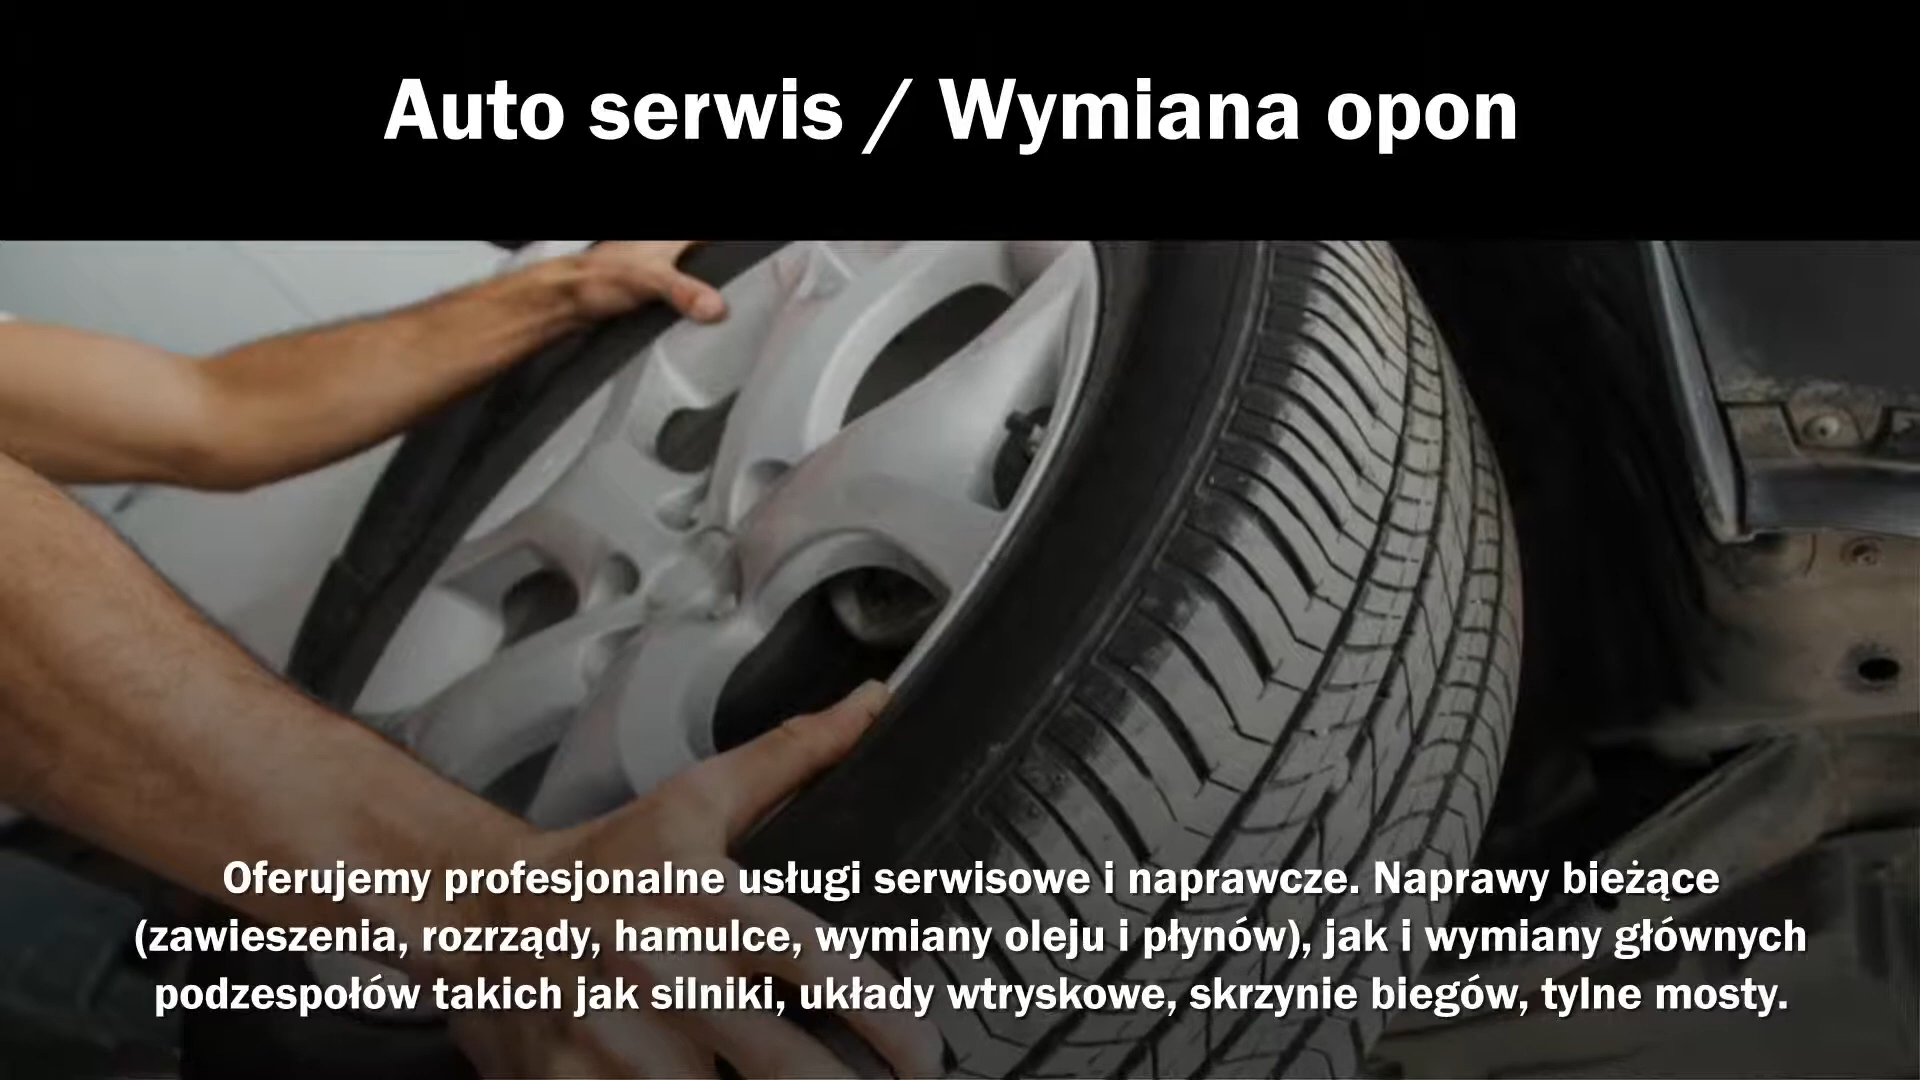 Auto serwis / Wymiana opon
Oferujemy profesjonalne usługi serwisowe i naprawcze. Naprawy bieżące
(zawieszenia, rozrządy, hamulce, wymiany oleju i płynów), jak i wymiany głównych
podzespołów takich jak silniki, układy wtryskowe, skrzynie biegów, tylne mosty.